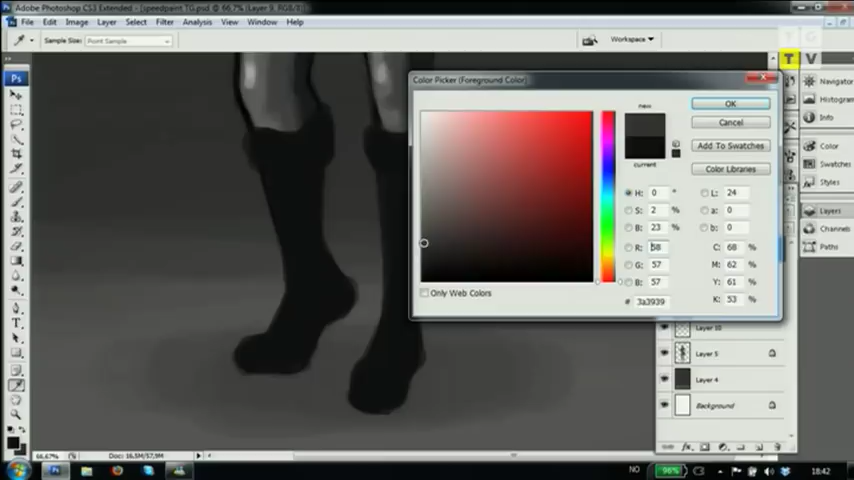 Adobe Photoshop CS3 Extended - [speedpaint TG.psd @ 66,7% (Layer 9, RGB/8)]
File Edit Image Layer Select Filter Analysis View Window Help
Sample Size: Point Sample
Workspace
T G
T V
Ps
Color Picker (Foreground Color)
new
current
OK
Cancel
Add To Swatches
Color Libraries
H: 0 °
S: 2 %
B: 23 %
R: 58
G: 57
B: 57
# 3a3939
L: 24
a: 0
b: 0
C: 68 %
M: 62 %
Y: 61 %
K: 53 %
Only Web Colors
Navigator
Histogram
Info
Color
Swatches
Styles
Layers
Channels
Paths
Layer 10
Layer 5
Layer 4
Background
66,67% Doc: 16,5M/57,9M
NO 96% 18:42